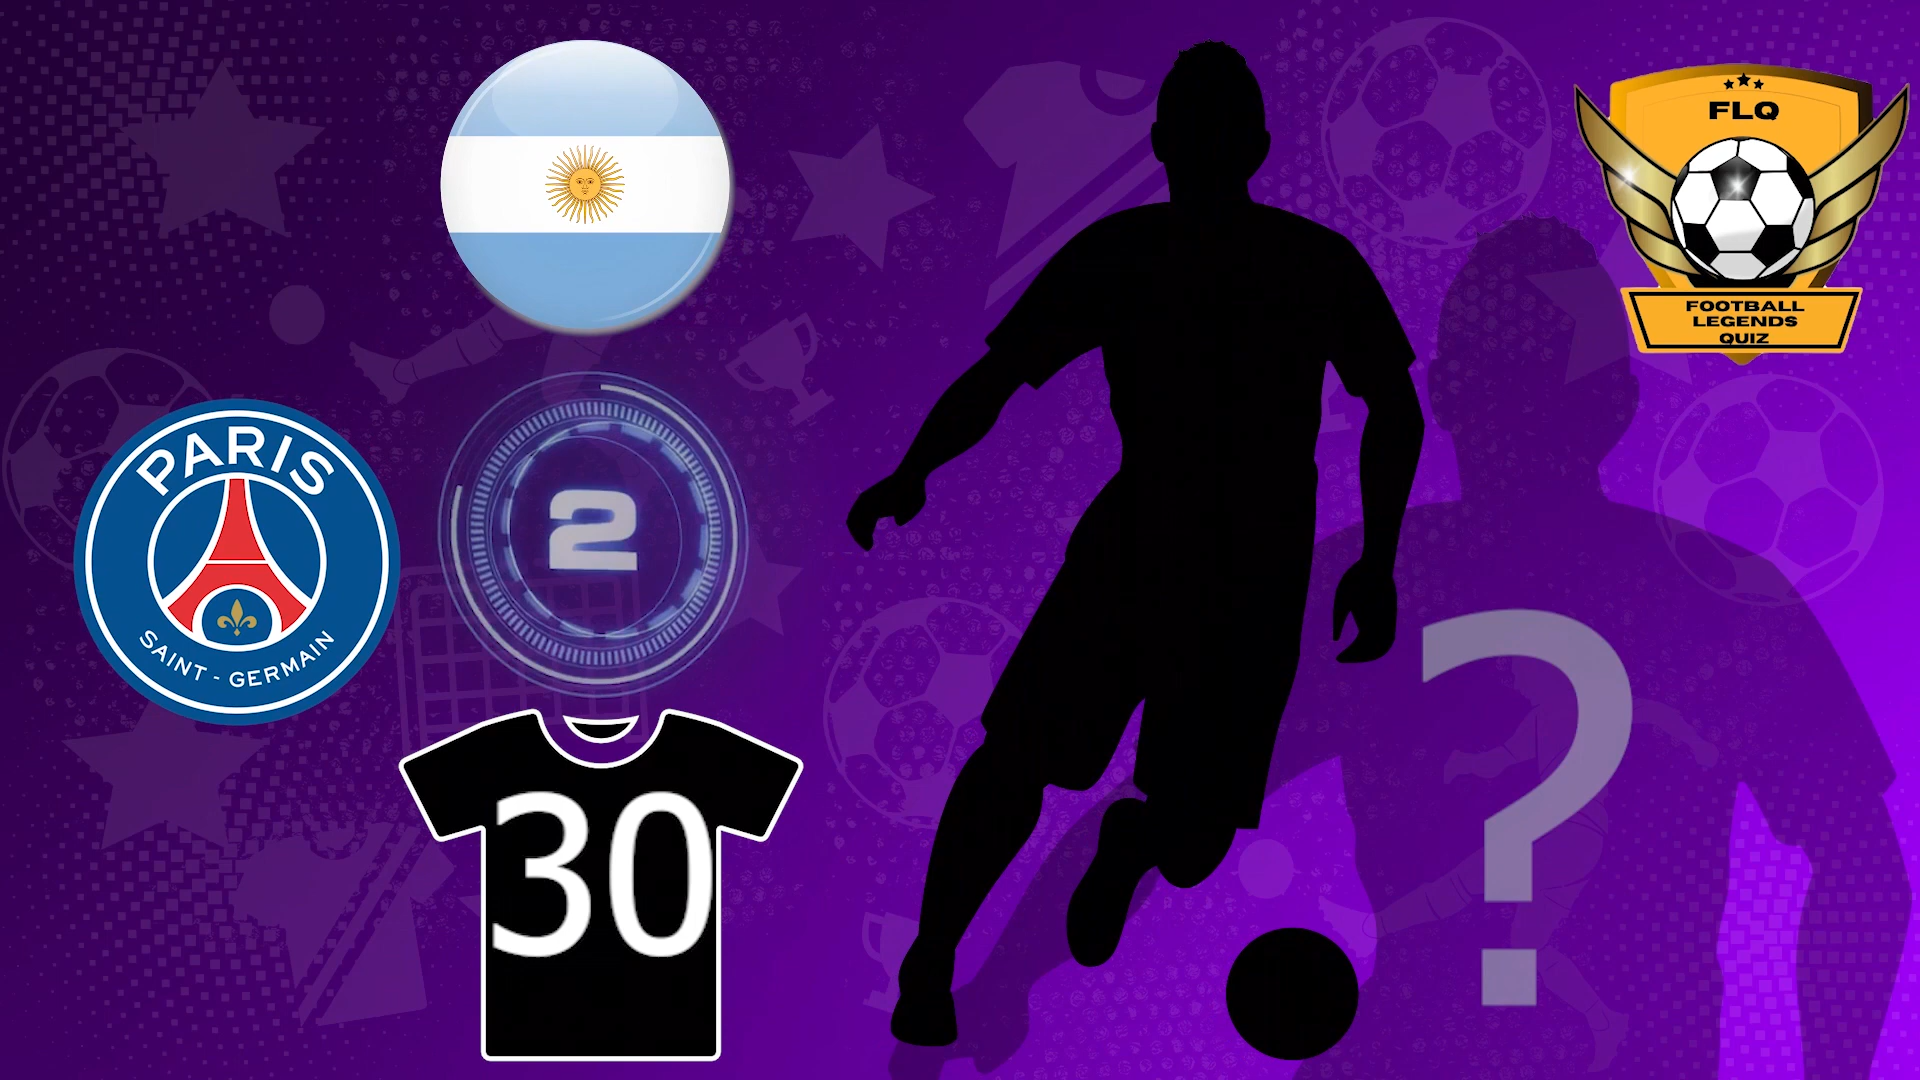 FLQ
FOOTBALL
LEGENDS
QUIZ
PARIS
SAINT - GERMAIN
2
30
?